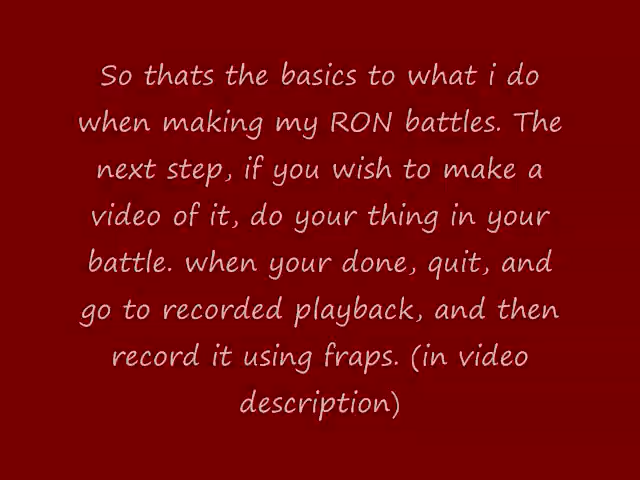 So thats the basics to what i do
when making my RON battles. The
next step, if you wish to make a
video of it, do your thing in your
battle. when your done, quit, and
go to recorded playback, and then
record it using fraps. (in video
description)